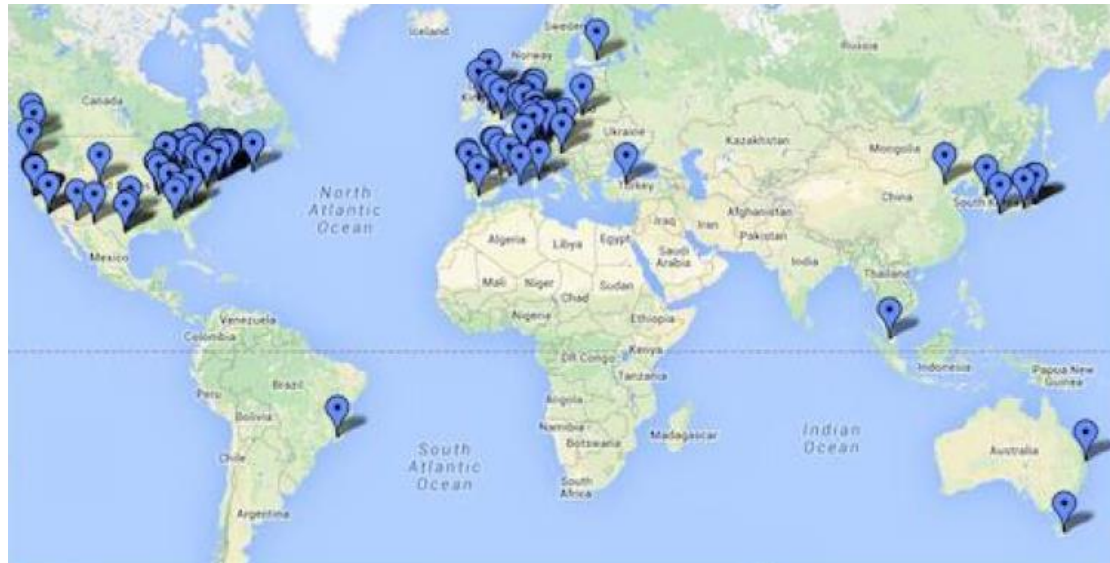 Iceland
Sweden
Norway
Russia
Canada
Ukraine
Kazakhstan
Mongolia
North
Atlantic
Ocean
Turkey
China
South
Iraq
Iran
Afghanistan
Pakistan
Algeria
Libya
Egypt
Saudi
Arabia
Mexico
India
Mali
Niger
Sudan
Chad
Thailand
Nigeria
Ethiopia
Venezuela
Colombia
DR Congo
Kenya
Tanzania
Indonesia
Papua New
Guinea
Peru
Brazil
Bolivia
Angola
Namibia
Botswana
Madagascar
Indian
Ocean
Chile
South
Atlantic
Ocean
Australia
South
Africa
Argentina